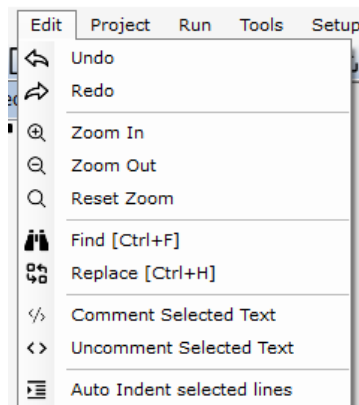 Edit Project Run Tools Setup
Undo
Redo
Zoom In
Zoom Out
Reset Zoom
Find [Ctrl+F]
Replace [Ctrl+H]
Comment Selected Text
Uncomment Selected Text
Auto Indent selected lines